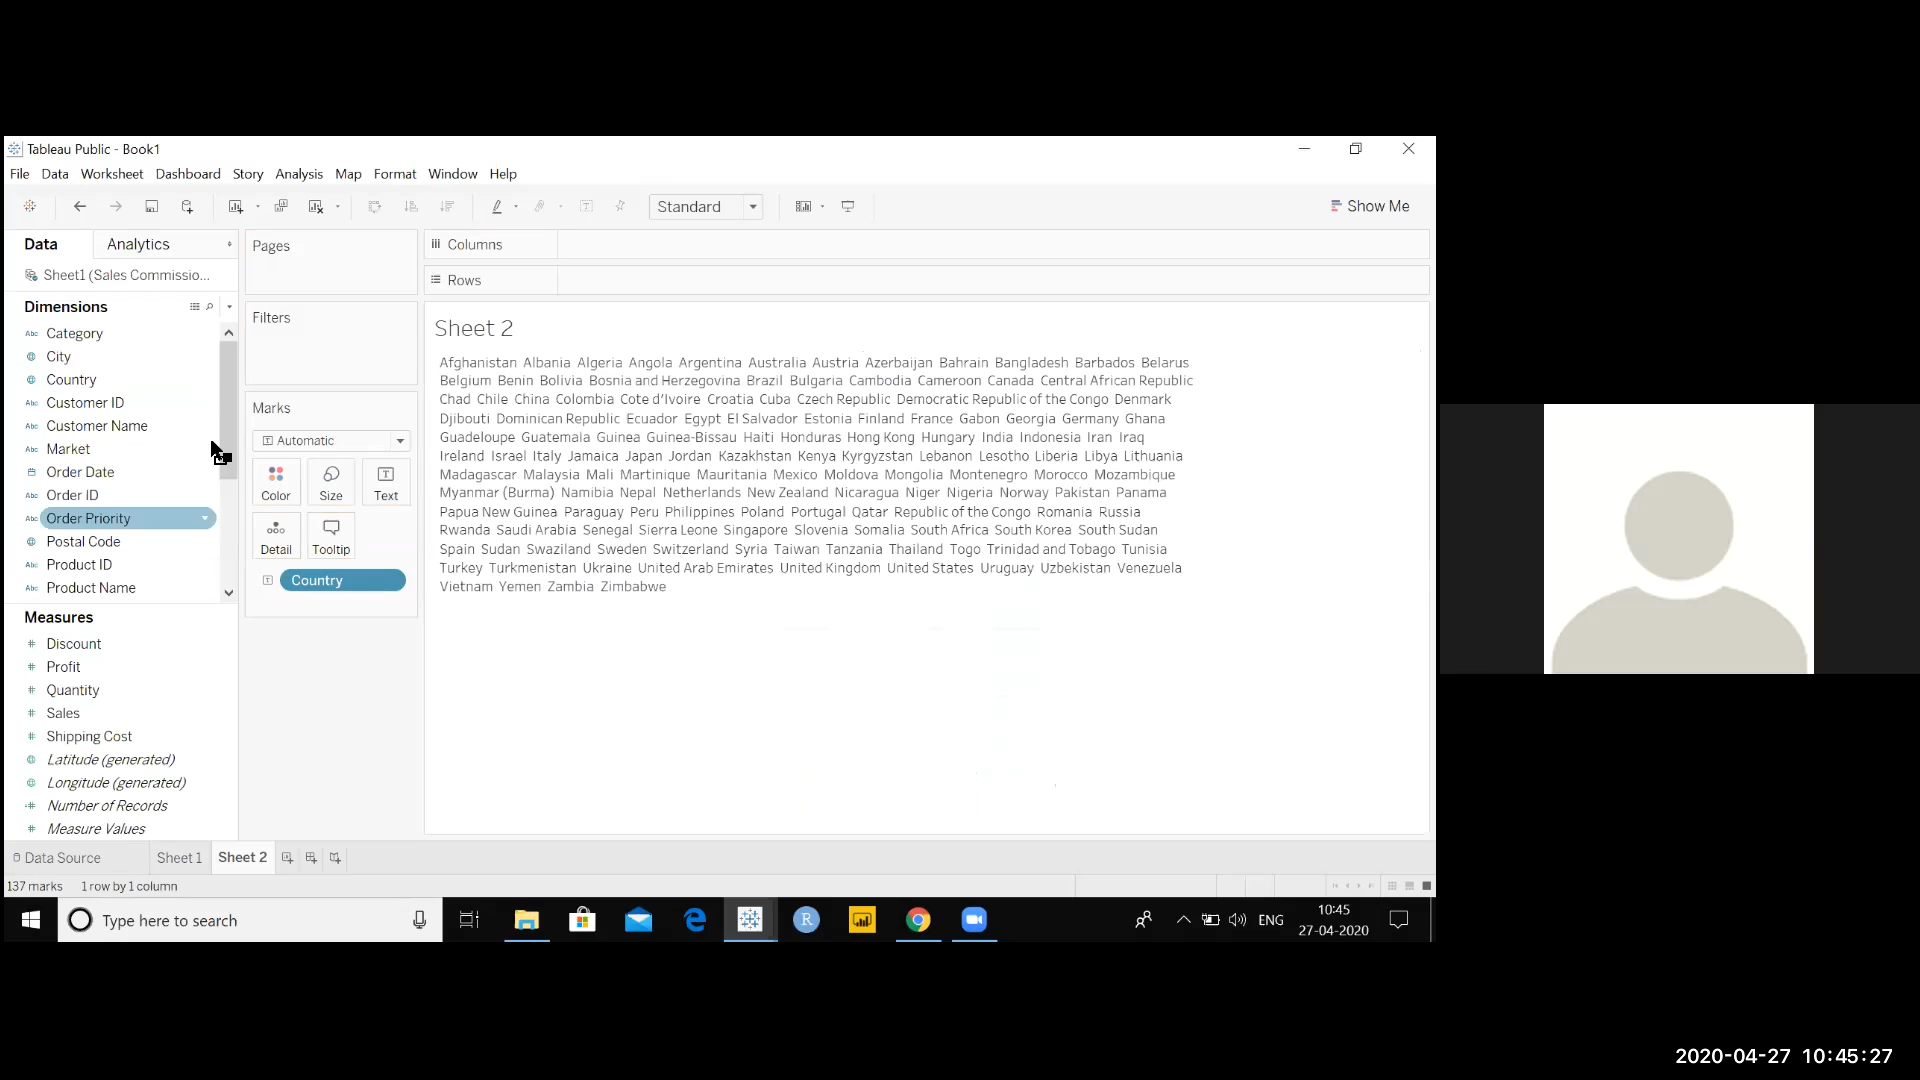 Tableau Public - Book1
File Data Worksheet Dashboard Story Analysis Map Format Window Help
Standard
Show Me
Data
Analytics
Sheet1 (Sales Commissio...
Dimensions
Abc Category
City
Country
Abc Customer ID
Abc Customer Name
Abc Market
Order Date
Abc Order ID
Abc Order Priority
Postal Code
Abc Product ID
Abc Product Name
Measures
# Discount
# Profit
# Quantity
# Sales
# Shipping Cost
Latitude (generated)
Longitude (generated)
# Number of Records
# Measure Values
Pages
Filters
Marks
T Automatic
Color
Size
T
Text
Detail
Tooltip
T Country
Columns
Rows
Sheet 2
Afghanistan Albania Algeria Angola Argentina Australia Austria Azerbaijan Bahrain Bangladesh Barbados Belarus
Belgium Benin Bolivia Bosnia and Herzegovina Brazil Bulgaria Cambodia Cameroon Canada Central African Republic
Chad Chile China Colombia Cote d'Ivoire Croatia Cuba Czech Republic Democratic Republic of the Congo Denmark
Djibouti Dominican Republic Ecuador Egypt El Salvador Estonia Finland France Gabon Georgia Germany Ghana
Guadeloupe Guatemala Guinea Guinea-Bissau Haiti Honduras Hong Kong Hungary India Indonesia Iran Iraq
Ireland Israel Italy Jamaica Japan Jordan Kazakhstan Kenya Kyrgyzstan Lebanon Lesotho Liberia Libya Lithuania
Madagascar Malaysia Mali Martinique Mauritania Mexico Moldova Mongolia Montenegro Morocco Mozambique
Myanmar (Burma) Namibia Nepal Netherlands New Zealand Nicaragua Niger Nigeria Norway Pakistan Panama
Papua New Guinea Paraguay Peru Philippines Poland Portugal Qatar Republic of the Congo Romania Russia
Rwanda Saudi Arabia Senegal Sierra Leone Singapore Slovenia Somalia South Africa South Korea South Sudan
Spain Sudan Swaziland Sweden Switzerland Syria Taiwan Tanzania Thailand Togo Trinidad and Tobago Tunisia
Turkey Turkmenistan Ukraine United Arab Emirates United Kingdom United States Uruguay Uzbekistan Venezuela
Vietnam Yemen Zambia Zimbabwe
Data Source
Sheet 1
Sheet 2
137 marks
1 row by 1 column
Type here to search
R
ENG
10:45
27-04-2020
2020-04-27 10:45:27